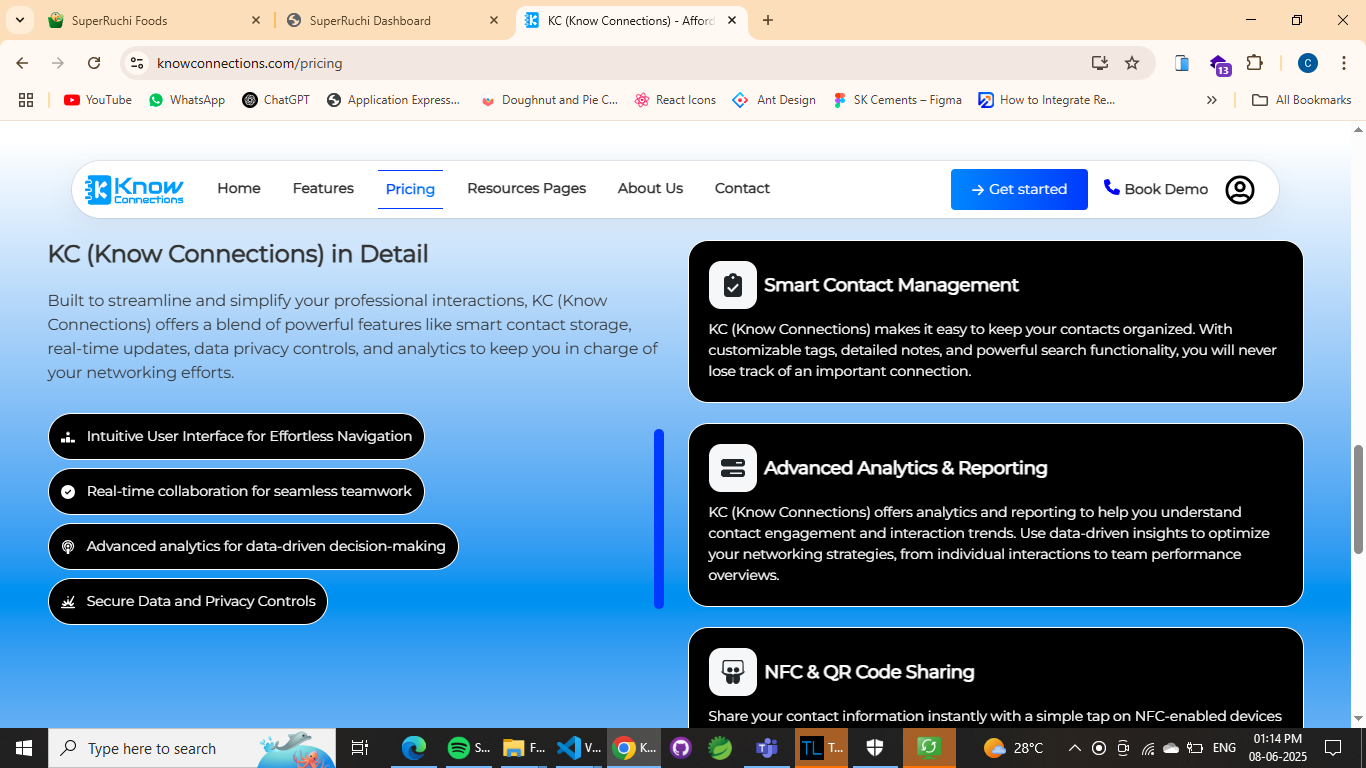 SuperRuchi Foods
SuperRuchi Dashboard
KC (Know Connections) - Afford
knowconnections.com/pricing
13
C
YouTube
WhatsApp
ChatGPT
Application Express...
Doughnut and Pie C...
React Icons
Ant Design
SK Cements – Figma
How to Integrate Re...
All Bookmarks
Know
Connections
Home
Features
Pricing
Resources Pages
About Us
Contact
Get started
Book Demo
KC (Know Connections) in Detail
Built to streamline and simplify your professional interactions, KC (Know
Connections) offers a blend of powerful features like smart contact storage,
real-time updates, data privacy controls, and analytics to keep you in charge of
your networking efforts.
Intuitive User Interface for Effortless Navigation
Real-time collaboration for seamless teamwork
Advanced analytics for data-driven decision-making
Secure Data and Privacy Controls
Smart Contact Management
KC (Know Connections) makes it easy to keep your contacts organized. With
customizable tags, detailed notes, and powerful search functionality, you will never
lose track of an important connection.
Advanced Analytics & Reporting
KC (Know Connections) offers analytics and reporting to help you understand
contact engagement and interaction trends. Use data-driven insights to optimize
your networking strategies, from individual interactions to team performance
overviews.
NFC & QR Code Sharing
Share your contact information instantly with a simple tap on NFC-enabled devices
Type here to search
S...
F...
V...
K...
TL
T...
28°C
ENG
01:14 PM
08-06-2025